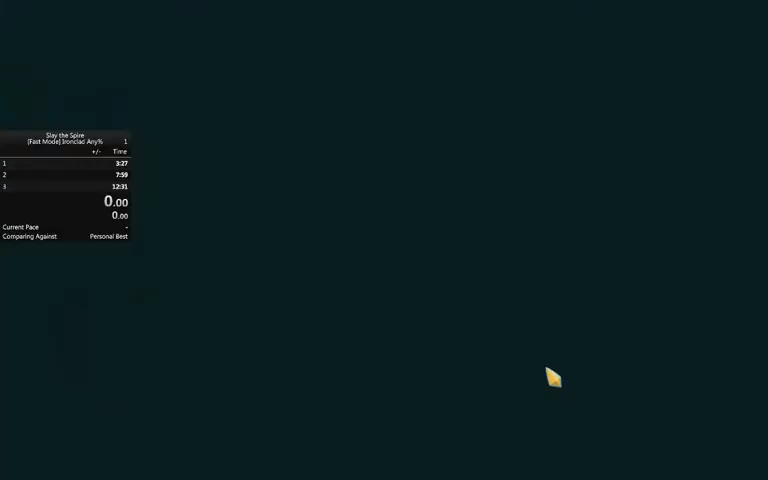 Slay the Spire
[Fast Mode] Ironclad Any% 1
+/- Time
1 3:27
2 7:59
3 12:31
0.00
0.00
Current Pace -
Comparing Against Personal Best